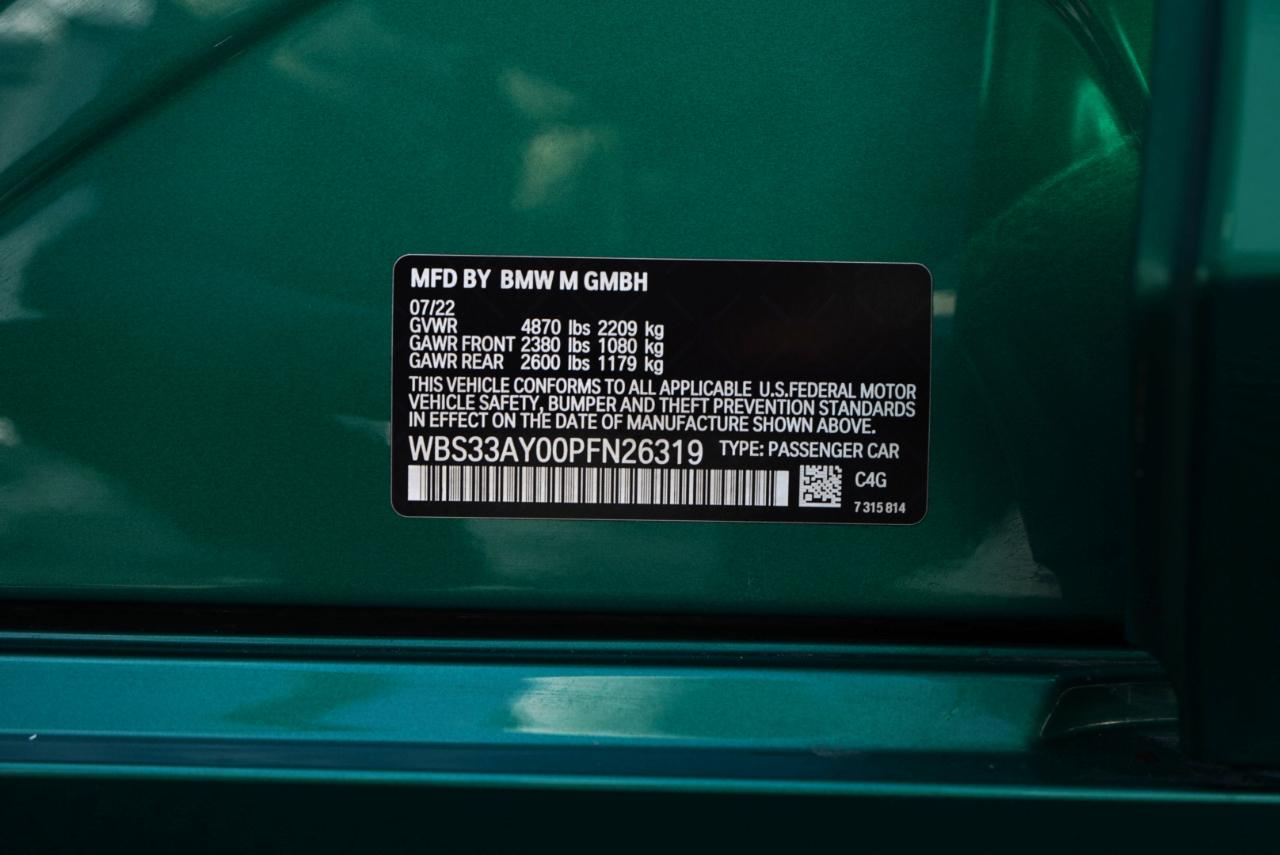 MFD BY BMW M GMBH
07/22
GVWR 4870 lbs 2209 kg
GAWR FRONT 2380 lbs 1080 kg
GAWR REAR 2600 lbs 1179 kg
THIS VEHICLE CONFORMS TO ALL APPLICABLE U.S.FEDERAL MOTOR
VEHICLE SAFETY, BUMPER AND THEFT PREVENTION STANDARDS
IN EFFECT ON THE DATE OF MANUFACTURE SHOWN ABOVE.
WBS33AY00PFN26319 TYPE: PASSENGER CAR
C4G
7 315 814